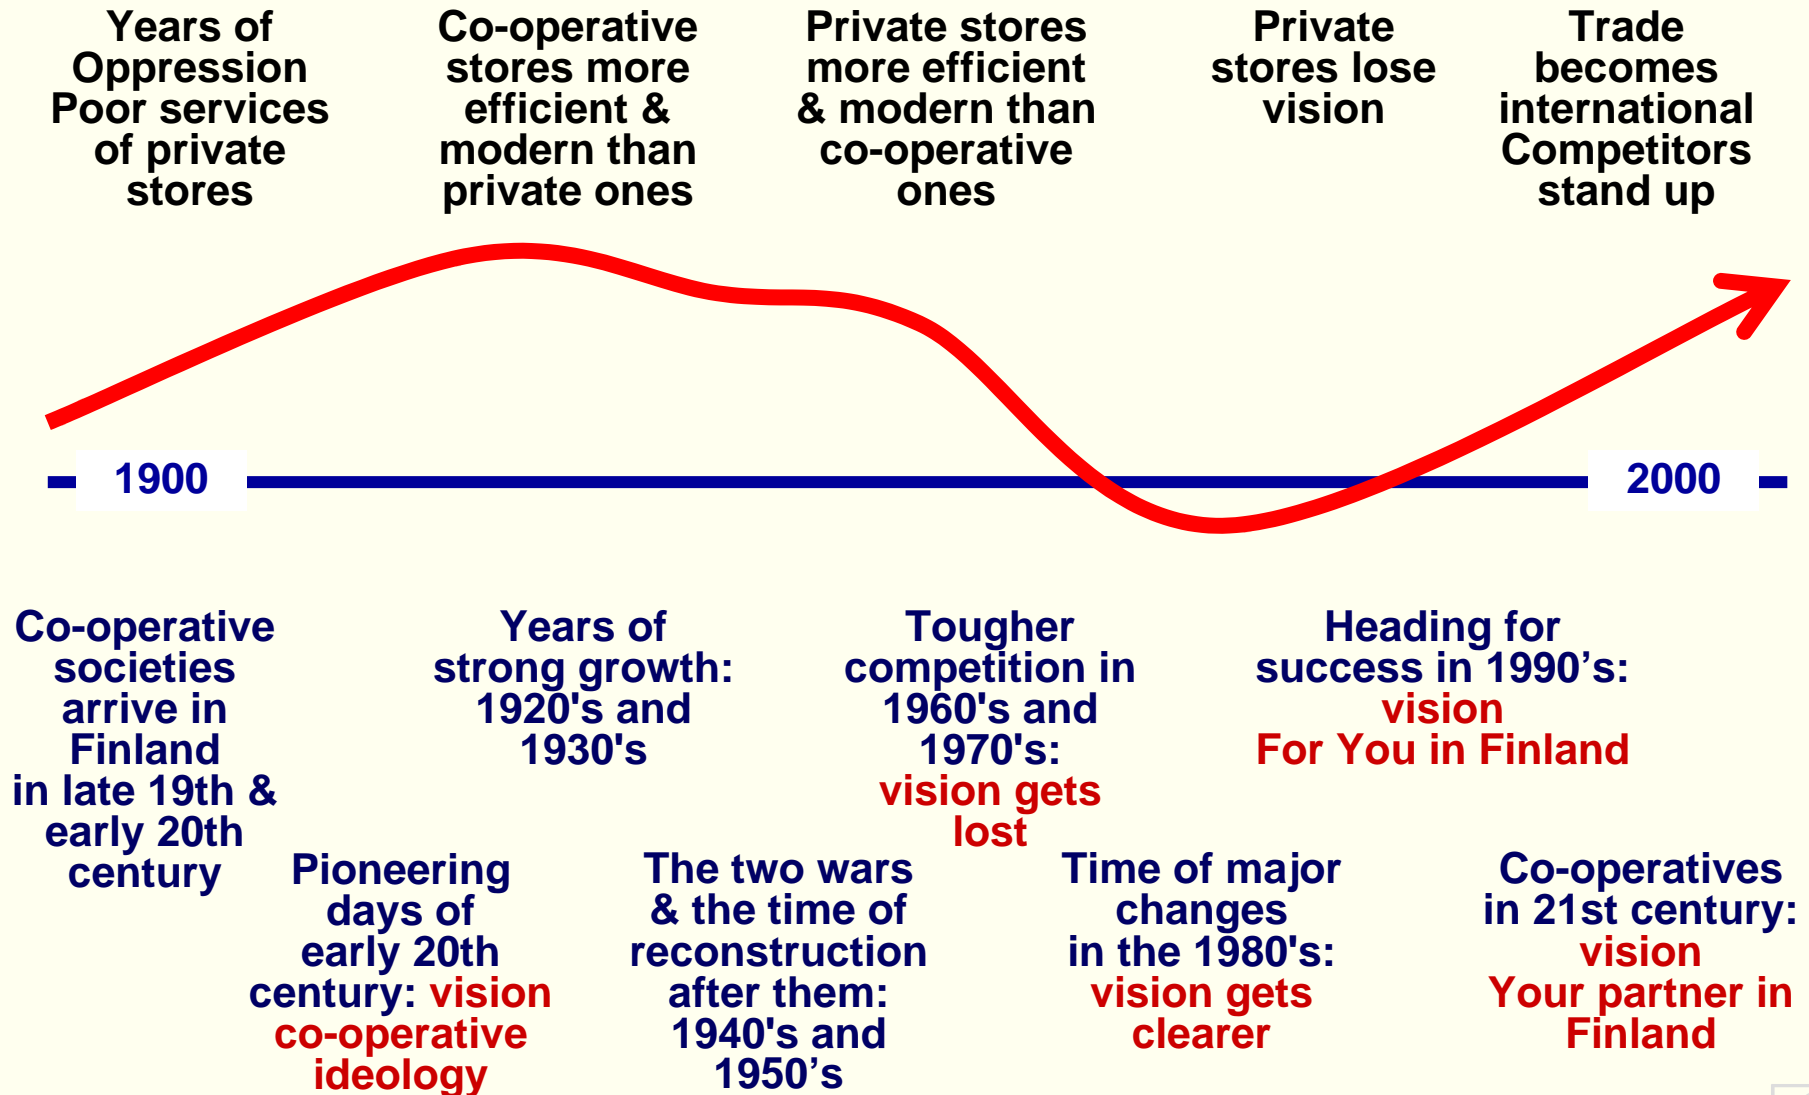 Years of
Oppression
Poor services
of private
stores
Co-operative
stores more
efficient &
modern than
private ones
Private stores
more efficient
& modern than
co-operative
ones
Private
stores lose
vision
Trade
becomes
international
Competitors
stand up
1900
2000
Co-operative
societies
arrive in
Finland
in late 19th &
early 20th
century
Pioneering
days of
early 20th
century: vision
co-operative
ideology
Years of
strong growth:
1920's and
1930's
The two wars
& the time of
reconstruction
after them:
1940's and
1950’s
Tougher
competition in
1960's and
1970's:
vision gets
lost
Time of major
changes
in the 1980's:
vision gets
clearer
Heading for
success in 1990’s:
vision
For You in Finland
Co-operatives
in 21st century:
vision
Your partner in
Finland